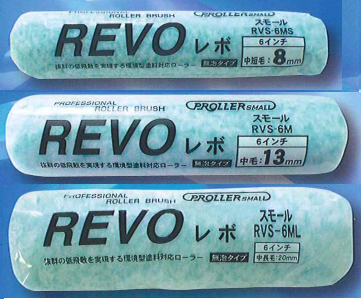 PROFESSIONAL
ROLLER BRUSH
PROLLER SMALL
スモール
REVO レボ
RVS-6MS
6インチ
中短毛:8mm
抜群の低飛散を実現する環境型塗料対応ローラー
無泡タイプ
PROFESSIONAL
ROLLER BRUSH
PROLLER SMALL
スモール
REVO レボ
RVS-6M
6インチ
中毛:13mm
抜群の低飛散を実現する環境型塗料対応ローラー
無泡タイプ
PROFESSIONAL
ROLLER BRUSH
PROLLER SMALL
スモール
REVO レボ
RVS-6ML
6インチ
中長毛:20mm
抜群の低飛散を実現する環境型塗料対応ローラー
無泡タイプ